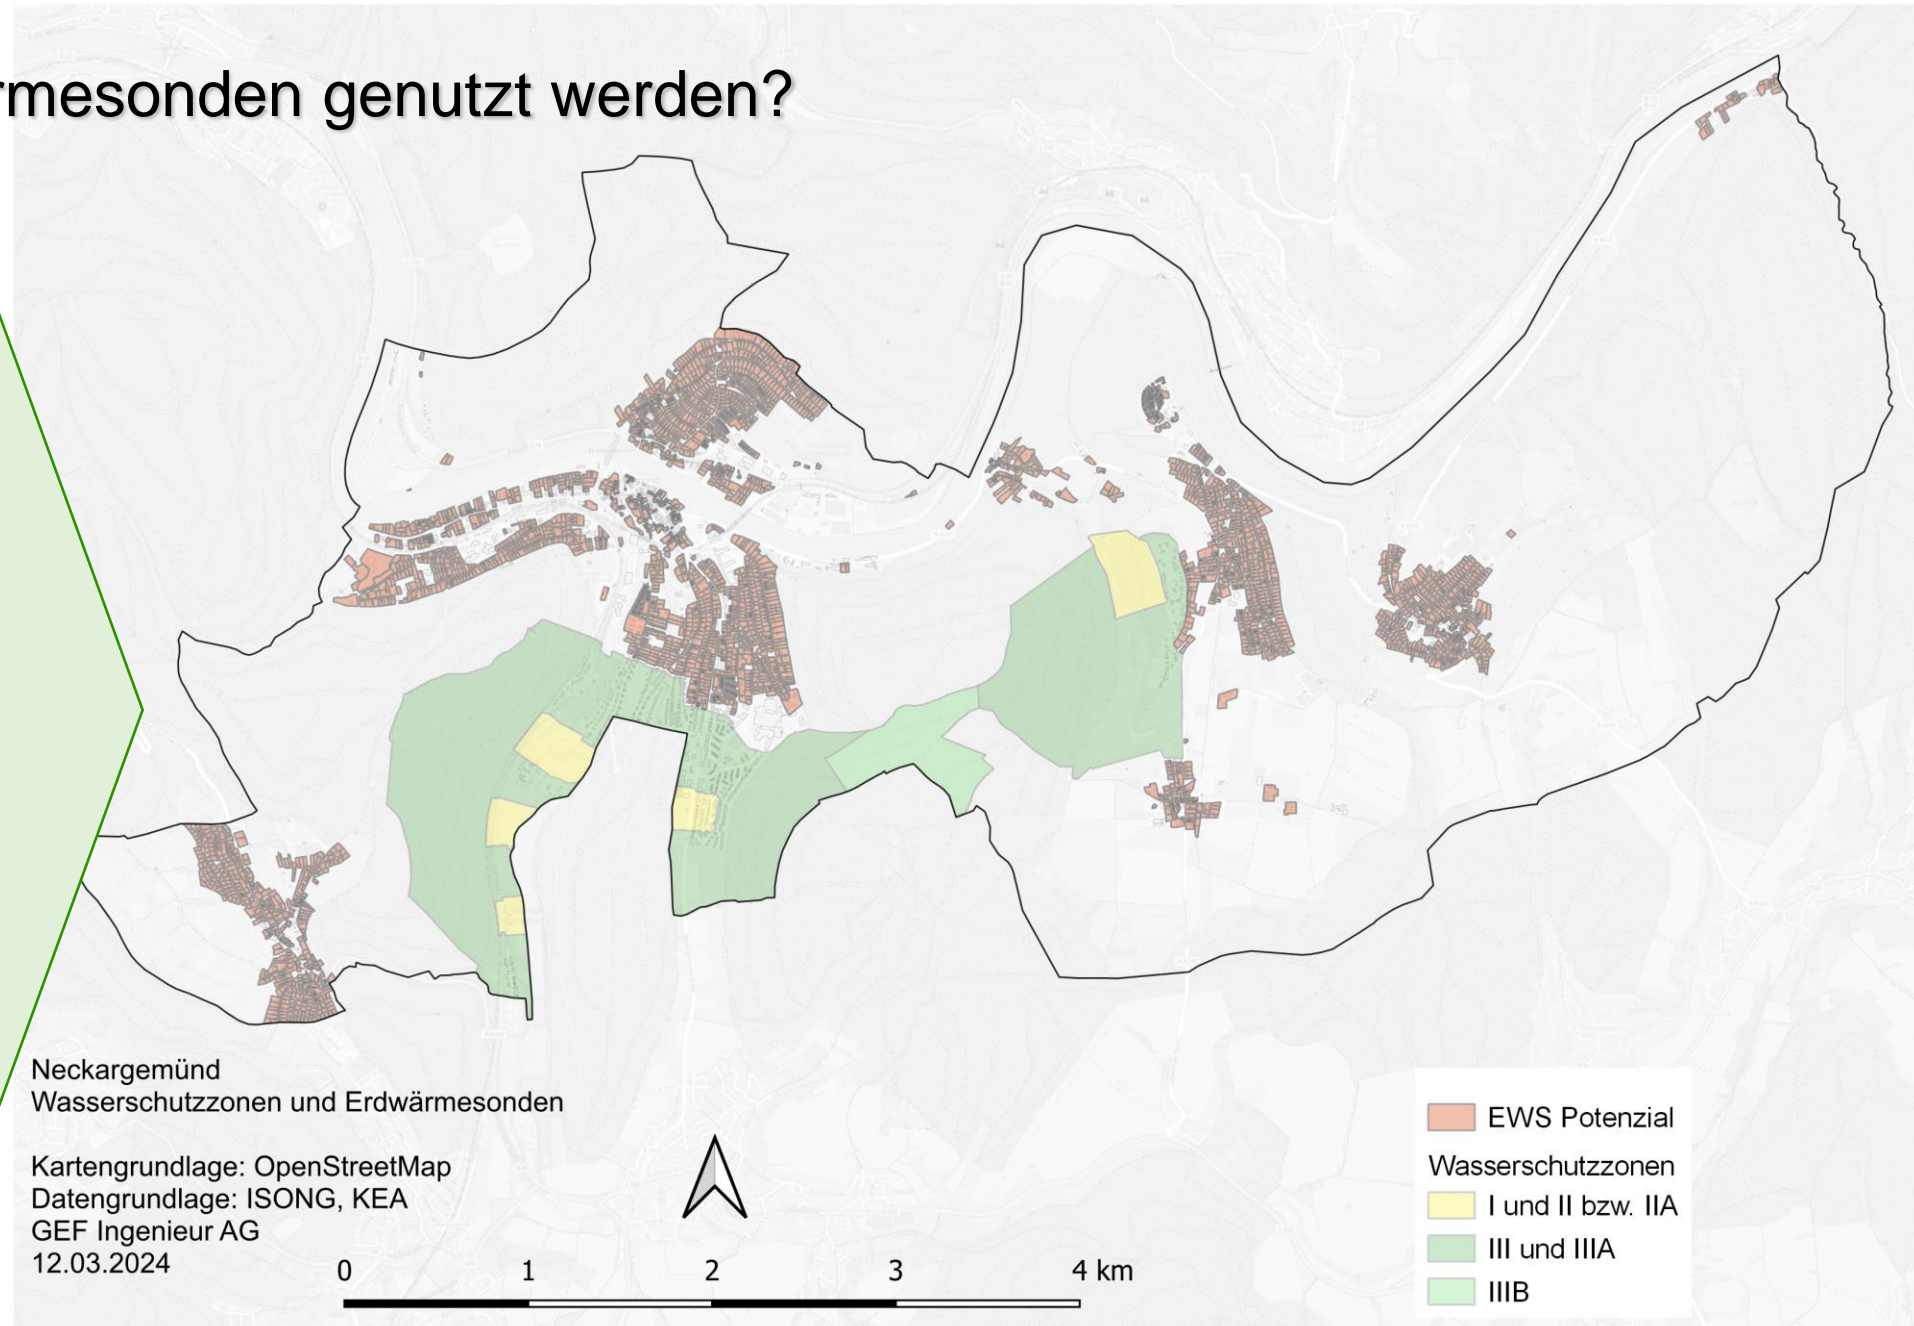 rmesonden genutzt werden?
Neckargemünd
Wasserschutzzonen und Erdwärmesonden
Kartengrundlage: OpenStreetMap
Datengrundlage: ISONG, KEA
GEF Ingenieur AG
12.03.2024
0 1 2 3 4 km
EWS Potenzial
Wasserschutzzonen
I und II bzw. IIA
III und IIIA
IIIB